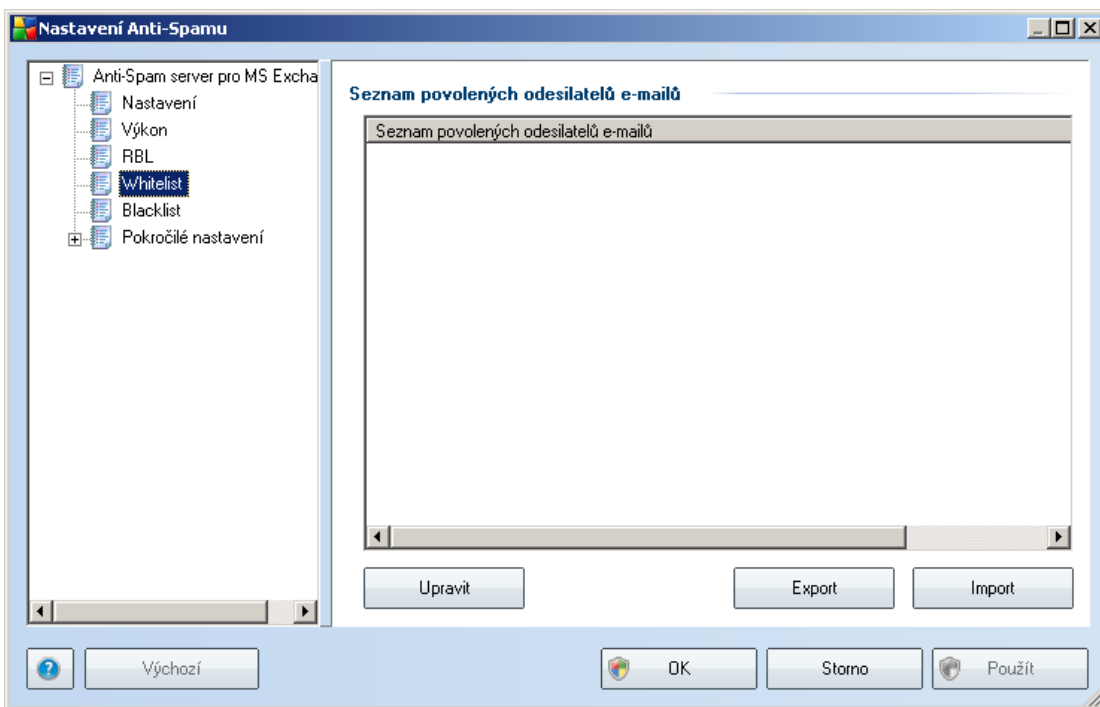 Nastavení Anti-Spamu
Anti-Spam server pro MS Excha
Nastavení
Výkon
RBL
Whitelist
Blacklist
Pokročilé nastavení
Seznam povolených odesilatelů e-mailů
Seznam povolených odesilatelů e-mailů
Upravit
Export
Import
?
Výchozí
OK
Storno
Použít